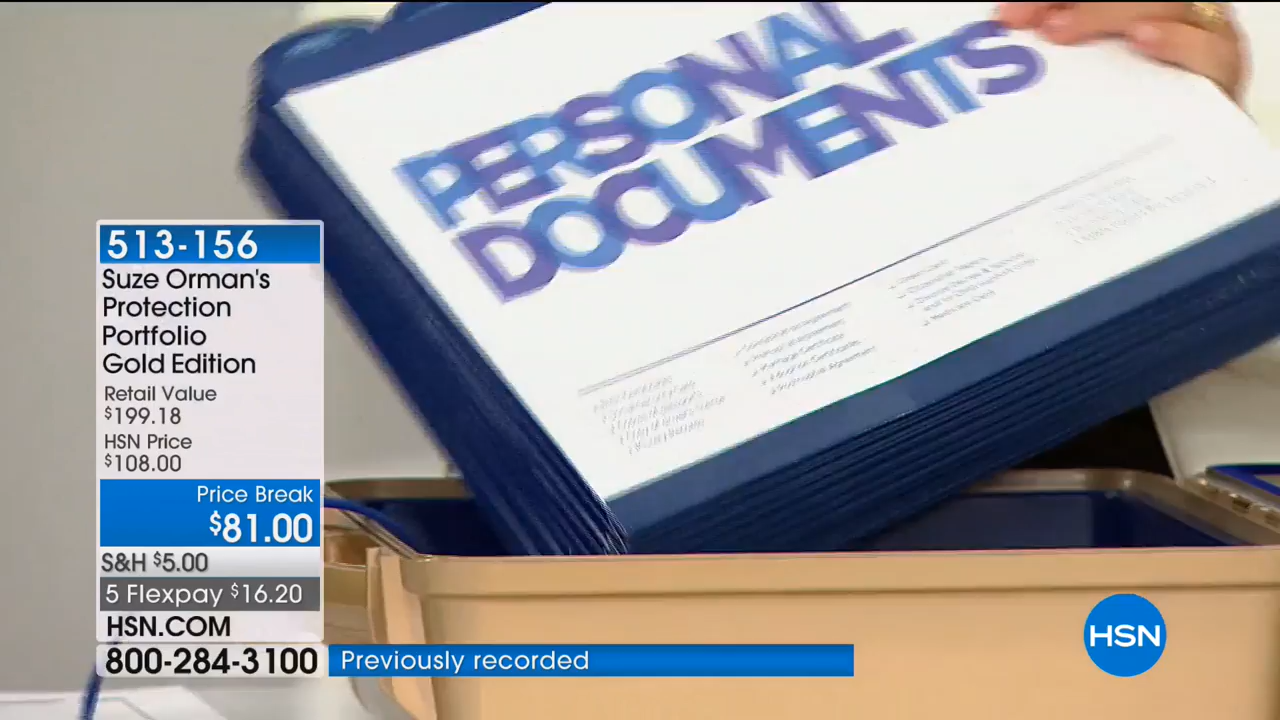 PERSONAL
DOCUMENTS
513-156
Suze Orman's
Protection
Portfolio
Gold Edition
Retail Value
$199.18
HSN Price
$108.00
Price Break
$81.00
S&H $5.00
5 Flexpay $16.20
HSN.COM
800-284-3100
Previously recorded
HSN